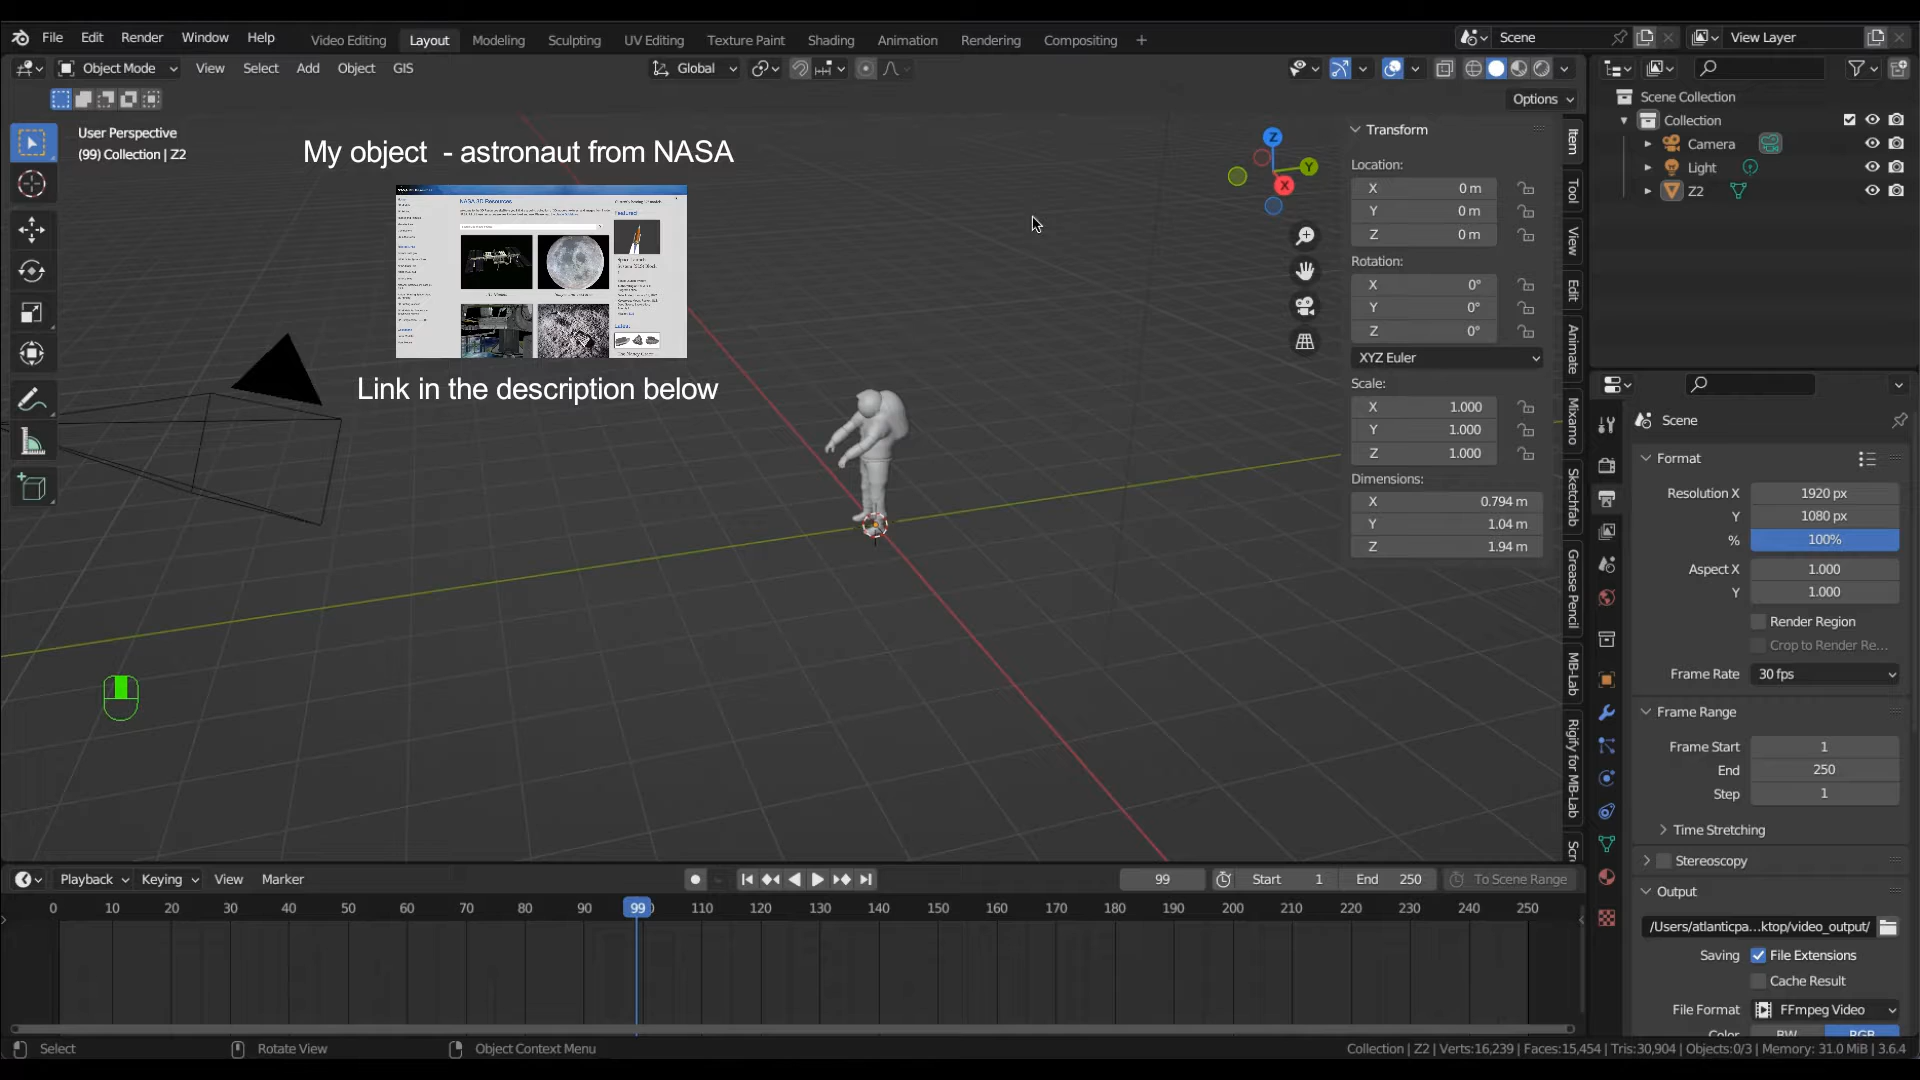 File Edit Render Window Help Video Editing Layout Modeling Sculpting UV Editing Texture Paint Shading Animation Rendering Compositing + Scene View Layer
Object Mode View Select Add Object GIS Global
Options
User Perspective
(99) Collection | Z2
My object - astronaut from NASA
NASA 3D Resources
Featured
Latest
Link in the description below
Z
Y
X
Transform
Location:
X 0 m
Y 0 m
Z 0 m
Rotation:
X 0°
Y 0°
Z 0°
XYZ Euler
Scale:
X 1.000
Y 1.000
Z 1.000
Dimensions:
X 0.794 m
Y 1.04 m
Z 1.94 m
Item
Tool
View
Edit
Animate
Mixamo
Sketchfab
Grease Pencil
MB-Lab
Rigify for MB-Lab
Scr
Scene Collection
Collection
Camera
Light
Z2
Scene
Format
Resolution X 1920 px
Y 1080 px
% 100%
Aspect X 1.000
Y 1.000
Render Region
Crop to Render Re...
Frame Rate 30 fps
Frame Range
Frame Start 1
End 250
Step 1
Time Stretching
Stereoscopy
Output
/Users/atlanticpa...ktop/video_output/
Saving File Extensions
Cache Result
File Format FFmpeg Video
Color BW RGB
Playback Keying View Marker 99 Start 1 End 250 To Scene Range
0 10 20 30 40 50 60 70 80 90 99 110 120 130 140 150 160 170 180 190 200 210 220 230 240 250
Select Rotate View Object Context Menu Collection | Z2 | Verts:16,239 | Faces:15,454 | Tris:30,904 | Objects:0/3 | Memory: 31.0 MiB | 3.6.4